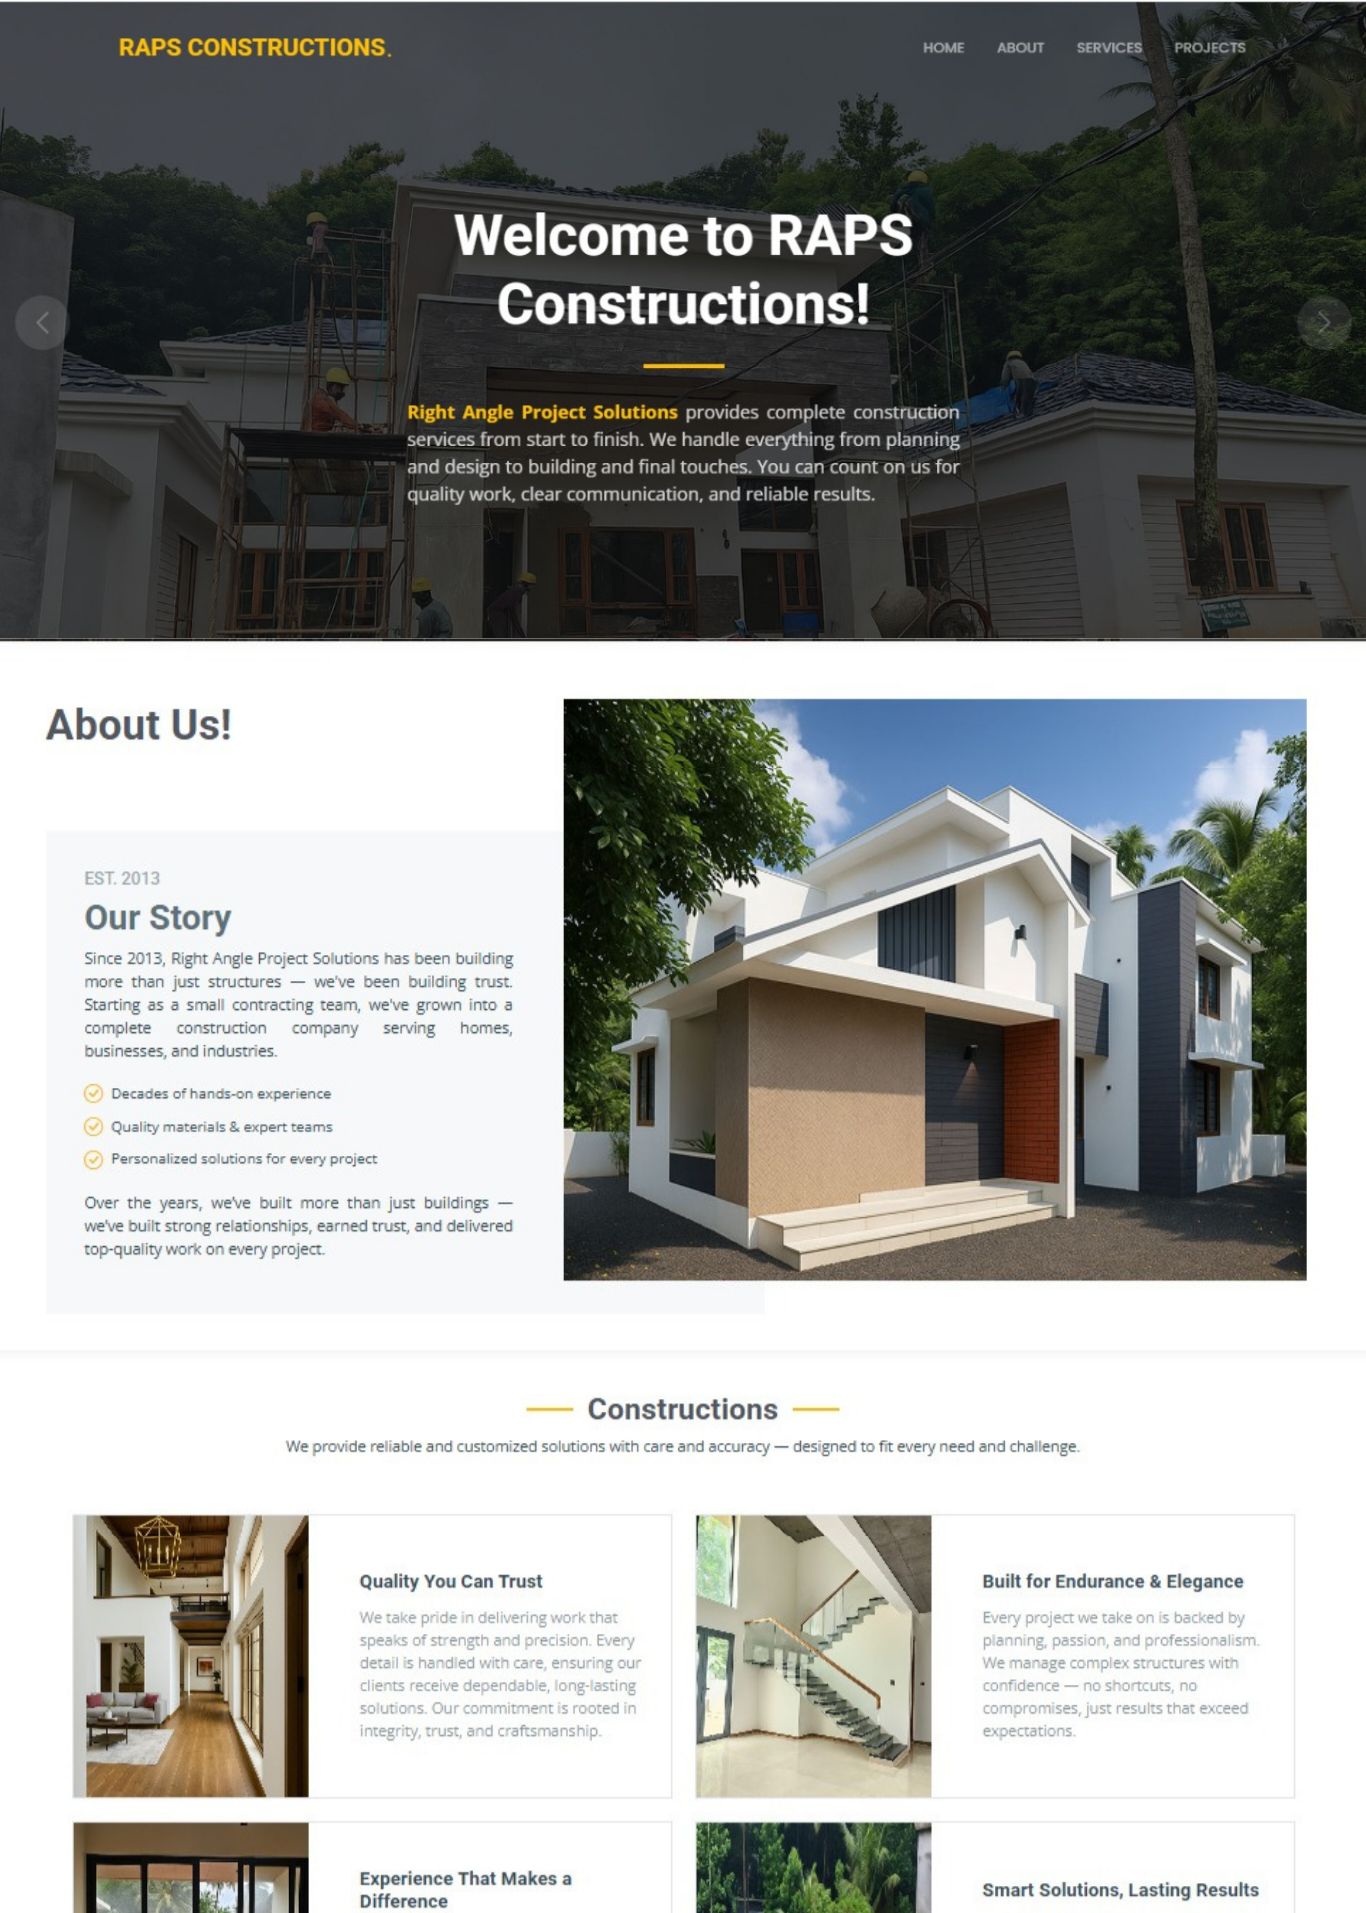 RAPS CONSTRUCTIONS.
HOME ABOUT SERVICES PROJECTS
Welcome to RAPS
Constructions!
Right Angle Project Solutions provides complete construction
services from start to finish. We handle everything from planning
and design to building and final touches. You can count on us for
quality work, clear communication, and reliable results.
About Us!
EST. 2013
Our Story
Since 2013, Right Angle Project Solutions has been building
more than just structures — we've been building trust.
Starting as a small contracting team, we've grown into a
complete construction company serving homes,
businesses, and industries.
Decades of hands-on experience
Quality materials & expert teams
Personalized solutions for every project
Over the years, we've built more than just buildings —
we've built strong relationships, earned trust, and delivered
top-quality work on every project.
Constructions
We provide reliable and customized solutions with care and accuracy — designed to fit every need and challenge.
Quality You Can Trust
We take pride in delivering work that
speaks of strength and precision. Every
detail is handled with care, ensuring our
clients receive dependable, long-lasting
solutions. Our commitment is rooted in
integrity, trust, and craftsmanship.
Built for Endurance & Elegance
Every project we take on is backed by
planning, passion, and professionalism.
We manage complex structures with
confidence — no shortcuts, no
compromises, just results that exceed
expectations.
Experience That Makes a
Difference
Smart Solutions, Lasting Results